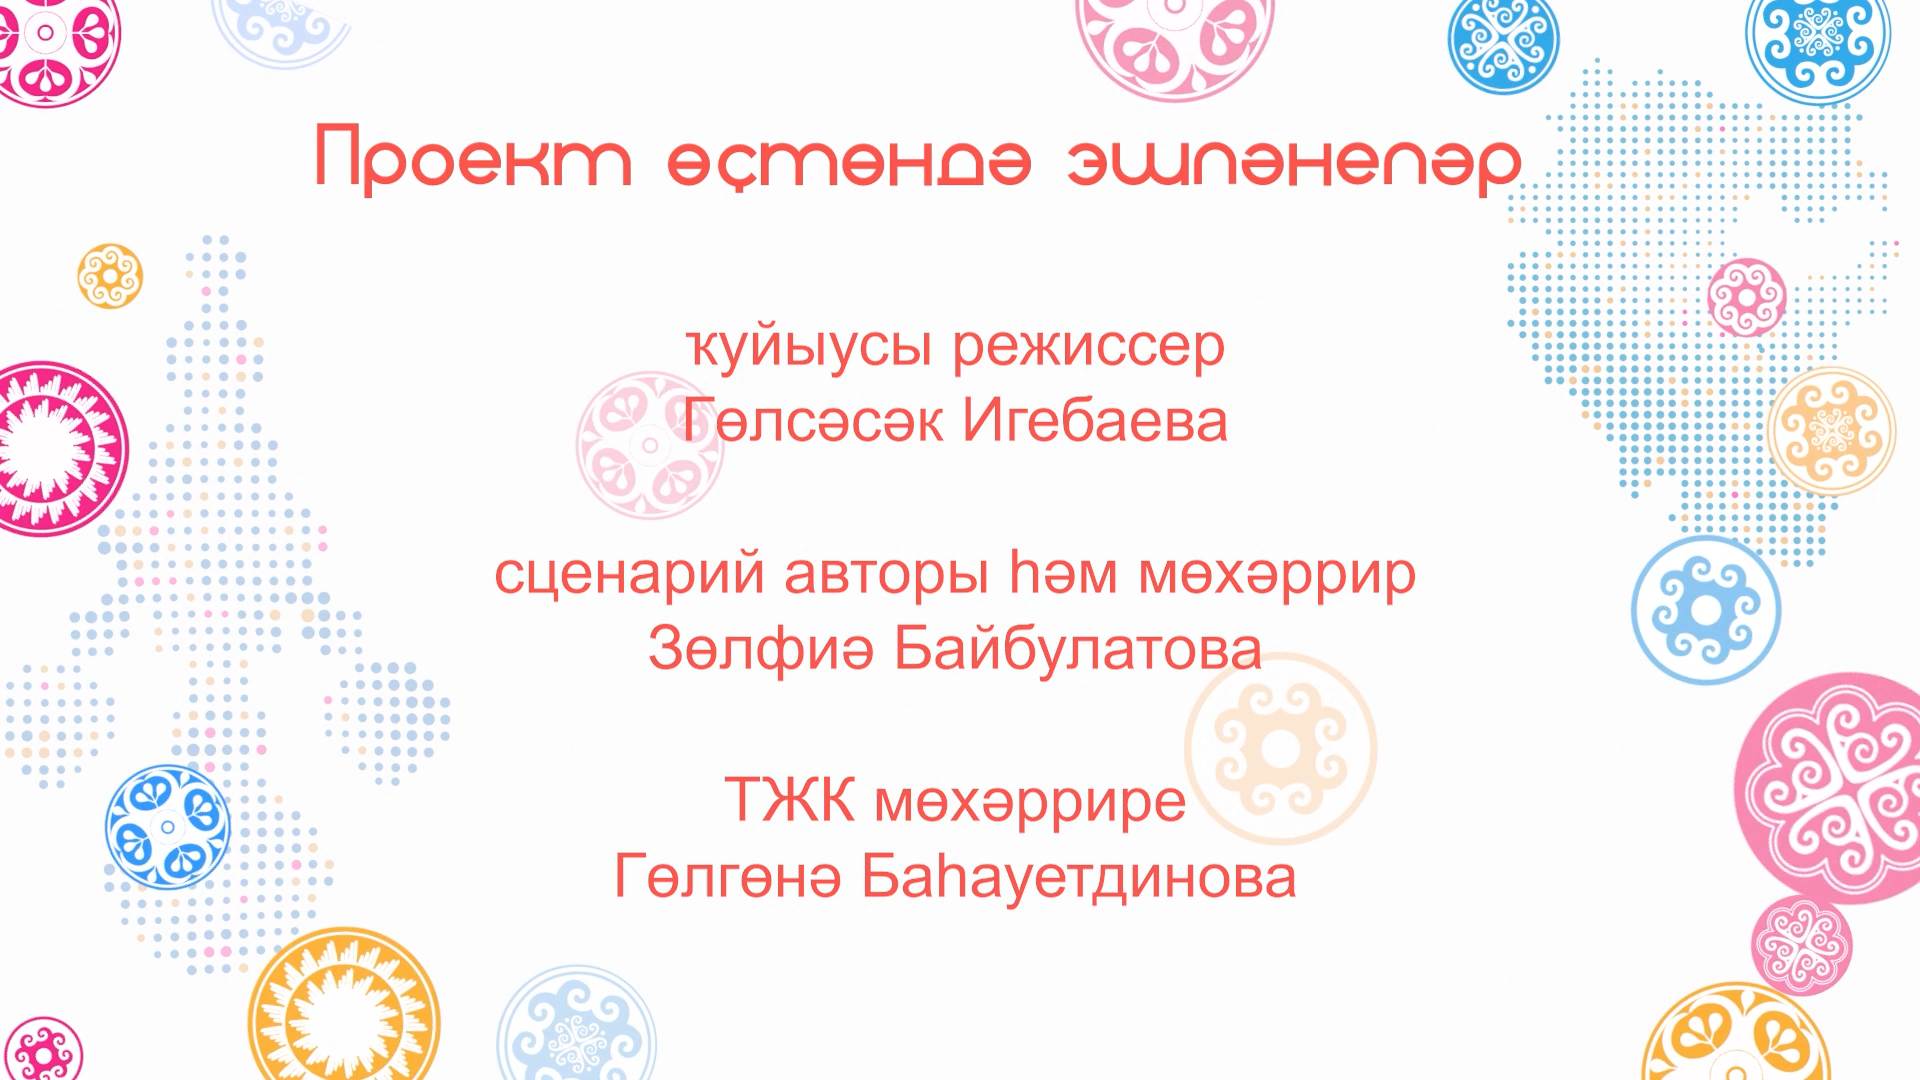 Проект өҫтөндә эшләнеләр
ҡуйыусы режиссер
Гөлсәсәк Игебаева
сценарий авторы һәм мөхәррир
Зөлфиә Байбулатова
ТЖК мөхәррире
Гөлгөнә Баһауетдинова